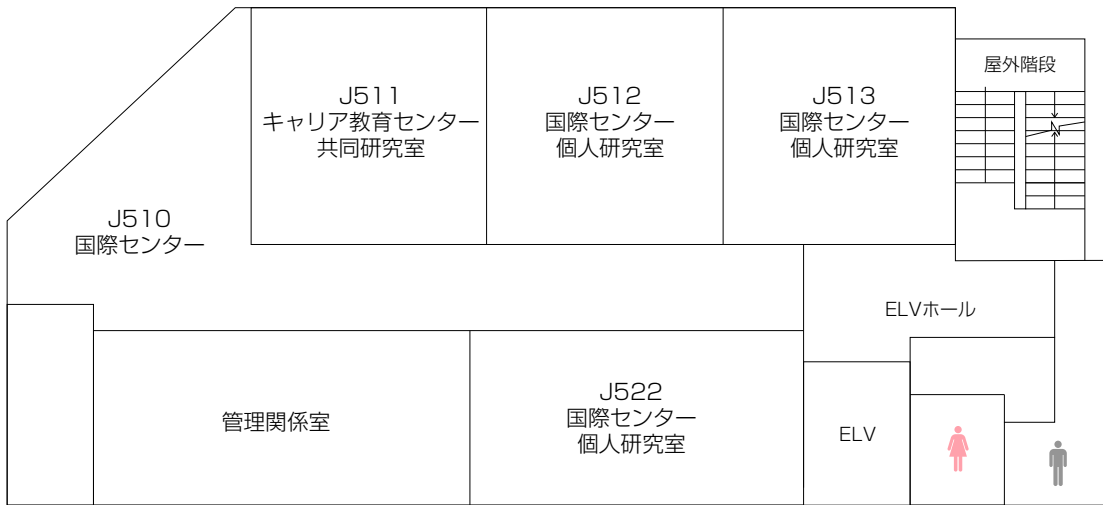 J511
キャリア教育センター
共同研究室
J512
国際センター
個人研究室
J513
国際センター
個人研究室
屋外階段
J510
国際センター
ELVホール
管理関係室
J522
国際センター
個人研究室
ELV